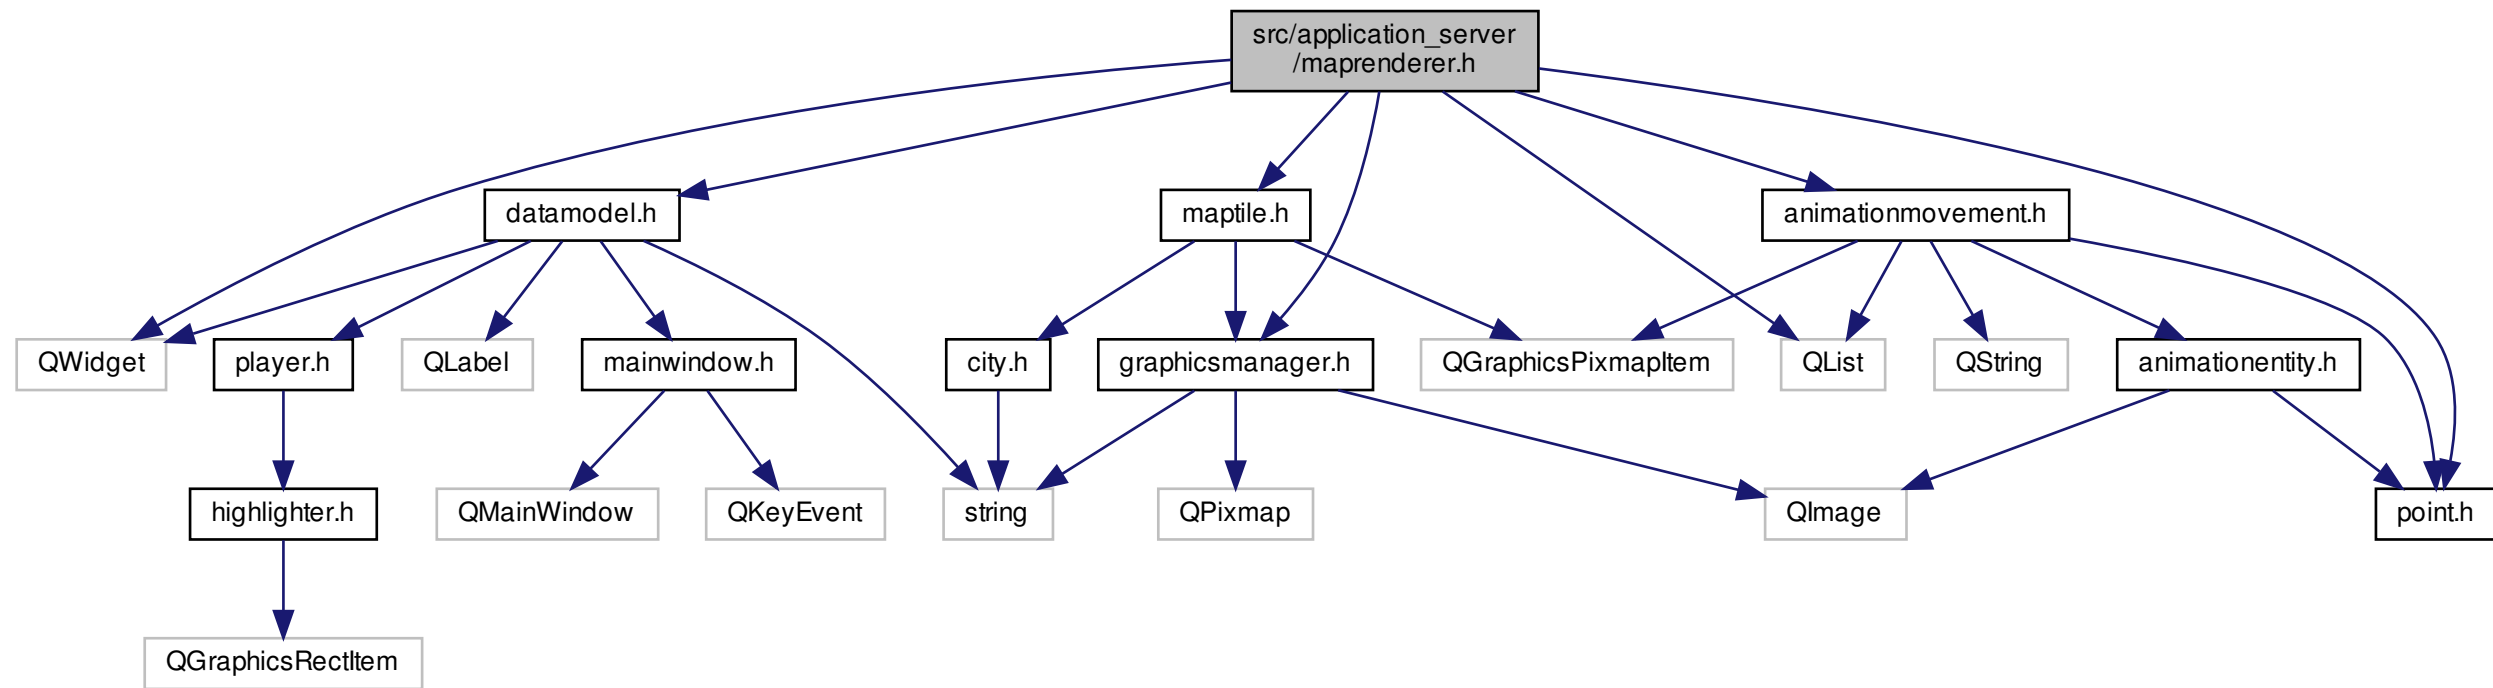 src/application_server
/maprenderer.h
datamodel.h
maptile.h
animationmovement.h
QWidget
player.h
QLabel
mainwindow.h
city.h
graphicsmanager.h
QGraphicsPixmapItem
QList
QString
animationentity.h
highlighter.h
QMainWindow
QKeyEvent
string
QPixmap
QImage
point.h
QGraphicsRectItem